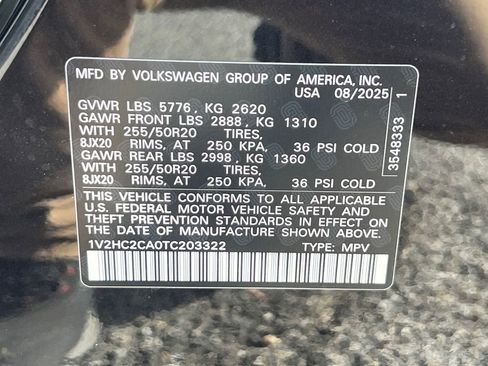 MFD BY VOLKSWAGEN GROUP OF AMERICA, INC.
USA 08/2025
GVWR LBS 5776, KG 2620
GAWR FRONT LBS 2888, KG 1310
WITH 255/50R20 TIRES,
8JX20 RIMS, AT 250 KPA, 36 PSI COLD
GAWR REAR LBS 2998, KG 1360
WITH 255/50R20 TIRES,
8JX20 RIMS, AT 250 KPA, 36 PSI COLD
THIS VEHICLE CONFORMS TO ALL APPLICABLE
U.S. FEDERAL MOTOR VEHICLE SAFETY AND
THEFT PREVENTION STANDARDS IN EFFECT ON
THE DATE OF MANUFACTURE SHOWN ABOVE.
1V2HC2CA0TC203322 TYPE: MPV
3548333 1